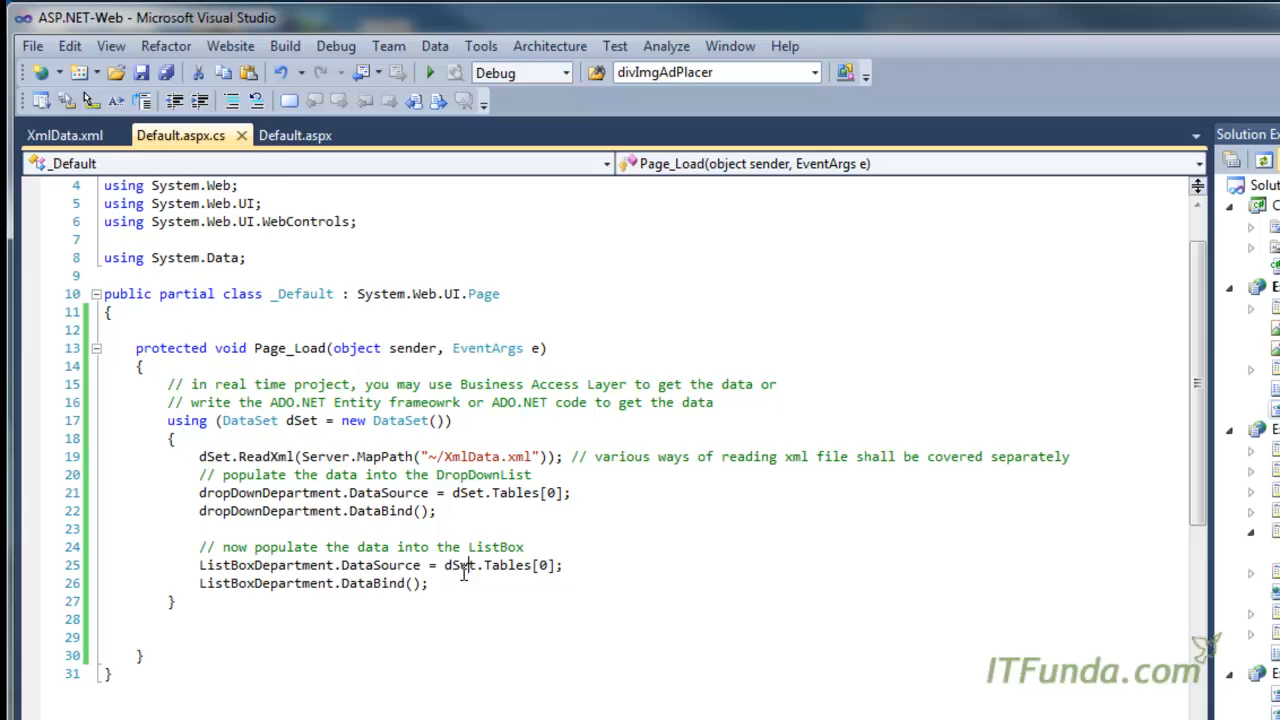 ASP.NET-Web - Microsoft Visual Studio
File Edit View Refactor Website Build Debug Team Data Tools Architecture Test Analyze Window Help
Debug divImgAdPlacer
XmlData.xml Default.aspx.cs Default.aspx
Solution Ex
_Default Page_Load(object sender, EventArgs e)
Solut
C
E
E
E
4 using System.Web;
5 using System.Web.UI;
6 using System.Web.UI.WebControls;
7
8 using System.Data;
9
10 public partial class _Default : System.Web.UI.Page
11 {
12
13 protected void Page_Load(object sender, EventArgs e)
14 {
15 // in real time project, you may use Business Access Layer to get the data or
16 // write the ADO.NET Entity frameowrk or ADO.NET code to get the data
17 using (DataSet dSet = new DataSet())
18 {
19 dSet.ReadXml(Server.MapPath("~/XmlData.xml")); // various ways of reading xml file shall be covered separately
20 // populate the data into the DropDownList
21 dropDownDepartment.DataSource = dSet.Tables[0];
22 dropDownDepartment.DataBind();
23
24 // now populate the data into the ListBox
25 ListBoxDepartment.DataSource = dSet.Tables[0];
26 ListBoxDepartment.DataBind();
27 }
28
29
30 }
31 }
ITFunda.com